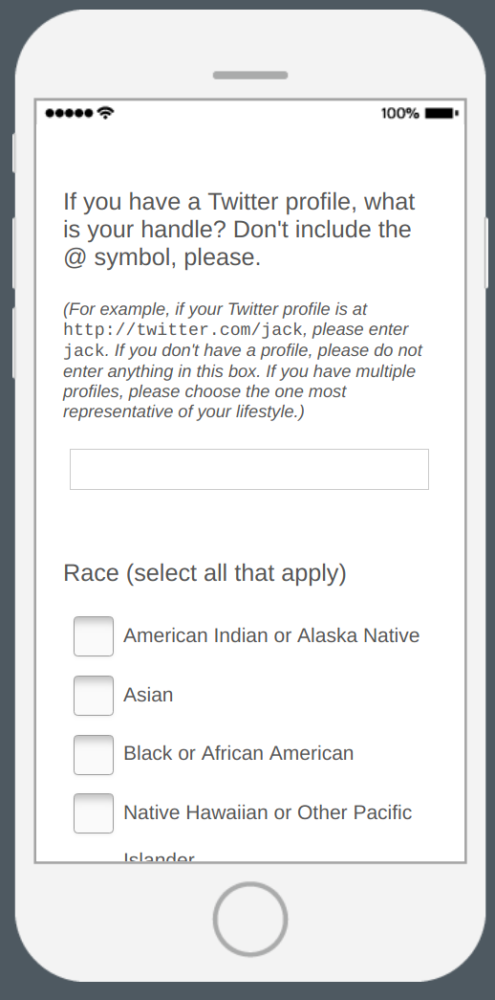 100%
If you have a Twitter profile, what
is your handle? Don't include the
@ symbol, please.
(For example, if your Twitter profile is at
http://twitter.com/jack, please enter
jack. If you don't have a profile, please do not
enter anything in this box. If you have multiple
profiles, please choose the one most
representative of your lifestyle.)
Race (select all that apply)
American Indian or Alaska Native
Asian
Black or African American
Native Hawaiian or Other Pacific
Islander